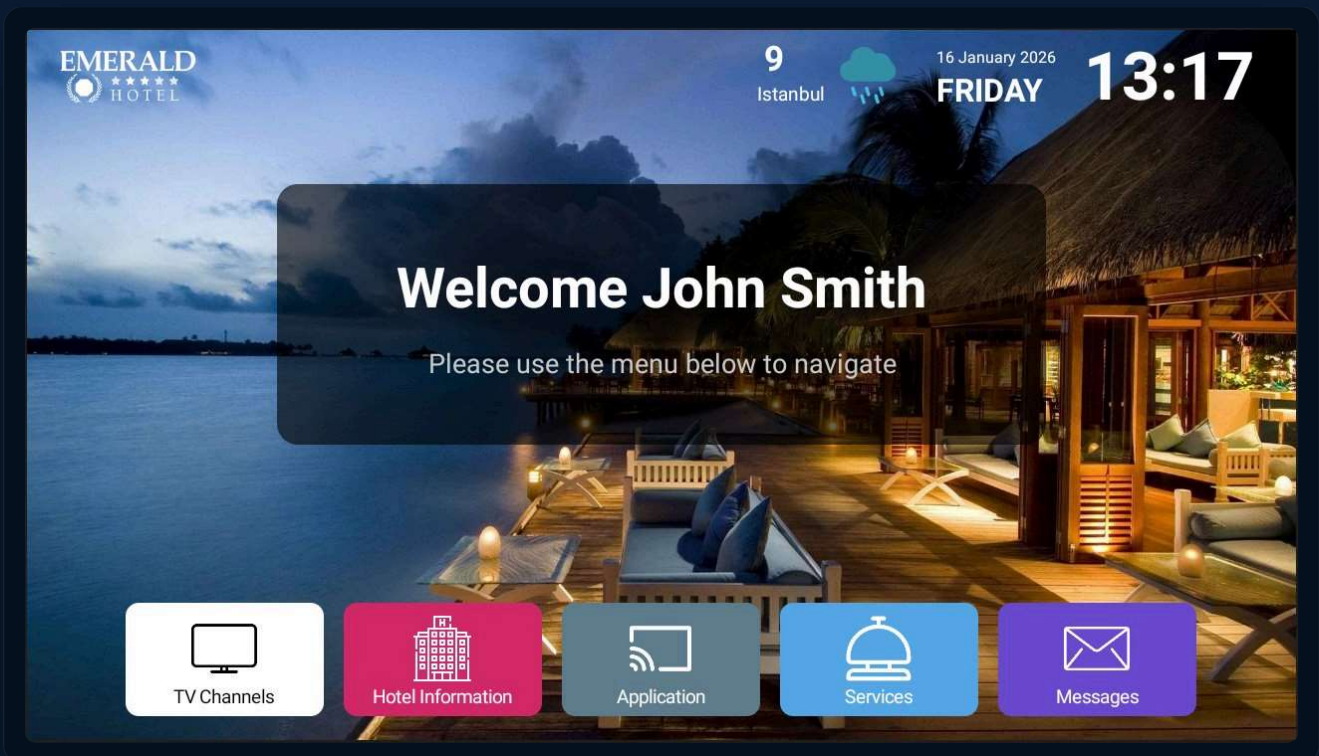 EMERALD
★★★★★
HOTEL
9
Istanbul
16 January 2026
FRIDAY
13:17
Welcome John Smith
Please use the menu below to navigate
TV Channels
Hotel Information
Application
Services
Messages